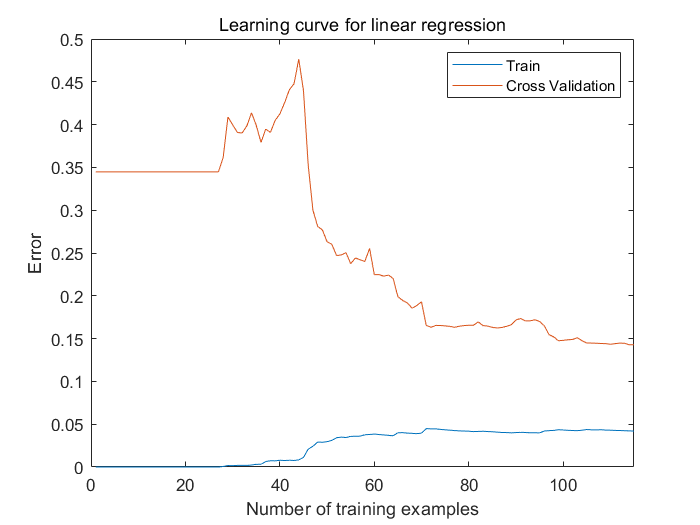 Learning curve for linear regression
0.5
0.45
0.4
0.35
0.3
0.25
0.2
0.15
0.1
0.05
0
Error
Train
Cross Validation
0 20 40 60 80 100
Number of training examples